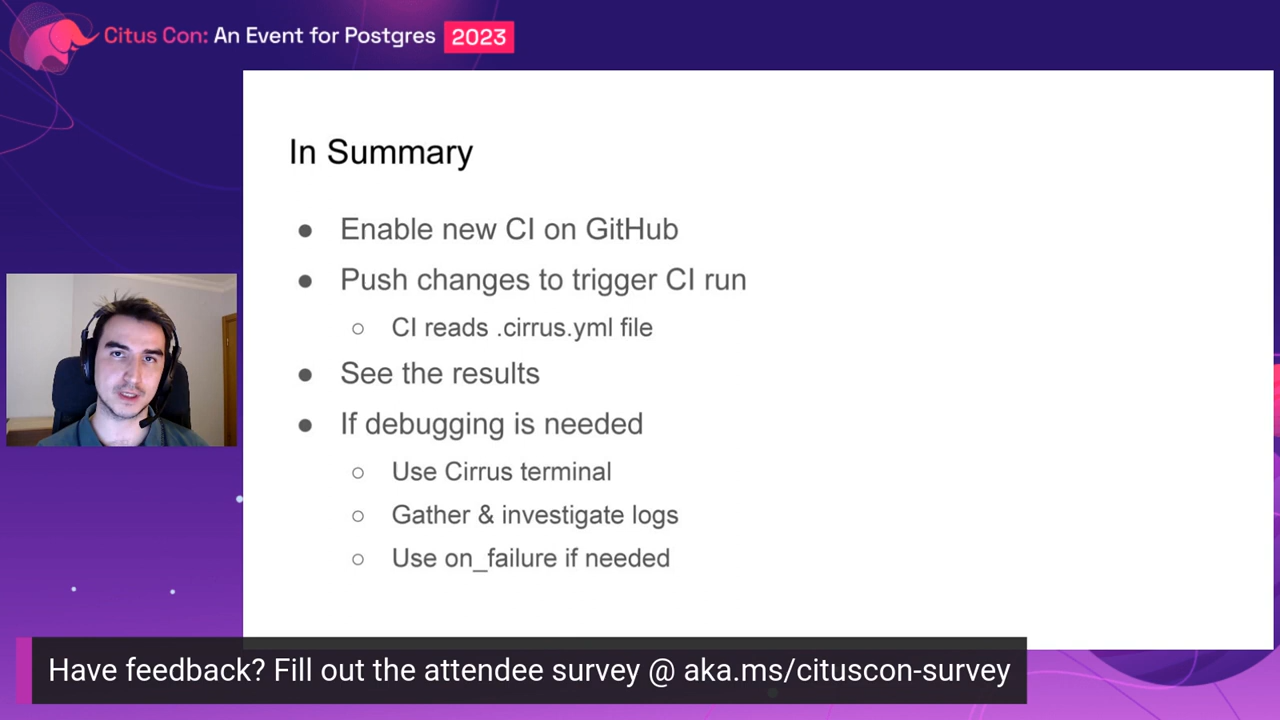 Citus Con: An Event for Postgres 2023
In Summary
● Enable new CI on GitHub
● Push changes to trigger CI run
○ CI reads .cirrus.yml file
● See the results
● If debugging is needed
○ Use Cirrus terminal
○ Gather & investigate logs
○ Use on_failure if needed
Have feedback? Fill out the attendee survey @ aka.ms/cituscon-survey